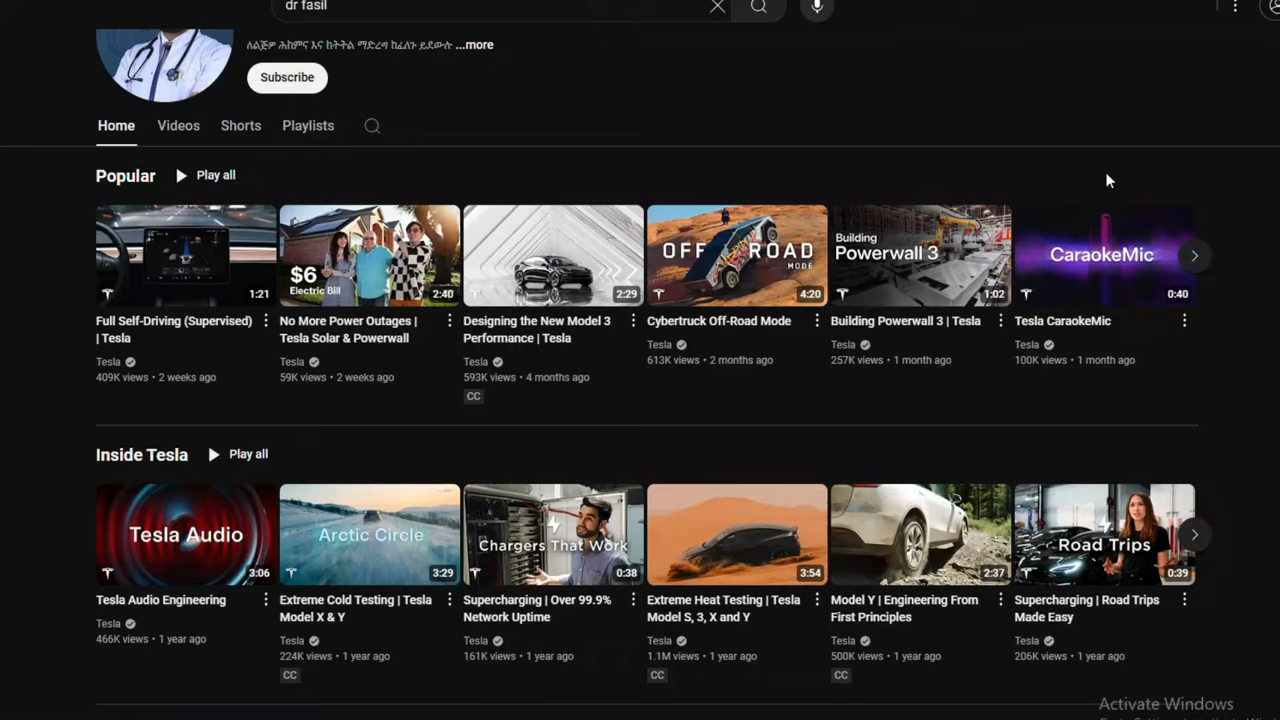 dr fasil
ለልጅዎ ሕክምና እና ክትትል ማድረግ ከፈለጉ ይደውሉ ...more
Subscribe
Home Videos Shorts Playlists
Popular Play all
1:21
$6
Electric Bill
2:40
2:29
OFF ROAD
MODE
4:20
Building
Powerwall 3
1:02
CaraokeMic
0:40
Full Self-Driving (Supervised)
| Tesla
Tesla
409K views • 2 weeks ago
No More Power Outages |
Tesla Solar & Powerwall
Tesla
59K views • 2 weeks ago
Designing the New Model 3
Performance | Tesla
Tesla
593K views • 4 months ago
CC
Cybertruck Off-Road Mode
Tesla
613K views • 2 months ago
Building Powerwall 3 | Tesla
Tesla
257K views • 1 month ago
Tesla CaraokeMic
Tesla
100K views • 1 month ago
Inside Tesla Play all
Tesla Audio
3:06
Arctic Circle
3:29
Chargers That Work
0:38
3:54
2:37
Road Trips
0:39
Tesla Audio Engineering
Tesla
466K views • 1 year ago
Extreme Cold Testing | Tesla
Model X & Y
Tesla
224K views • 1 year ago
CC
Supercharging | Over 99.9%
Network Uptime
Tesla
161K views • 1 year ago
Extreme Heat Testing | Tesla
Model S, 3, X and Y
Tesla
1.1M views • 1 year ago
CC
Model Y | Engineering From
First Principles
Tesla
500K views • 1 year ago
CC
Supercharging | Road Trips
Made Easy
Tesla
206K views • 1 year ago
Activate Windows